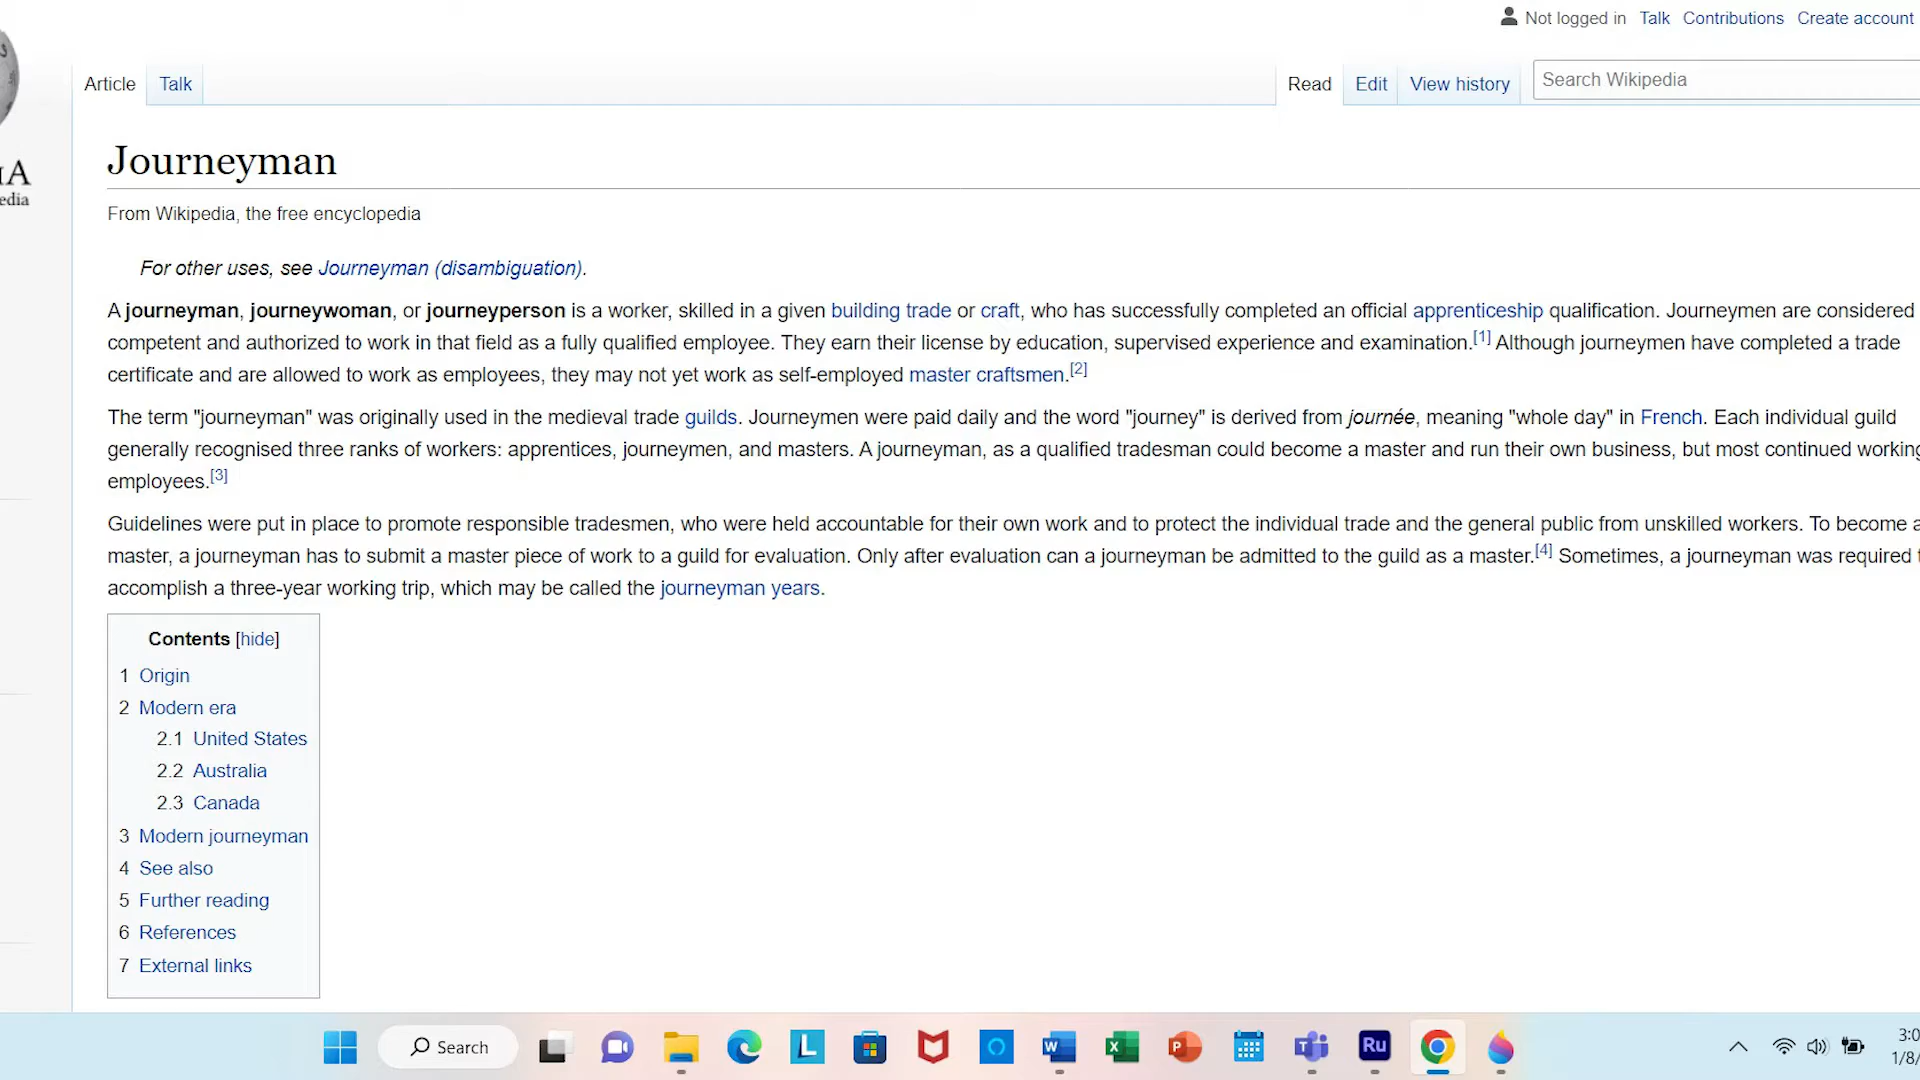 Not logged in Talk Contributions Create account
Article Talk Read Edit View history Search Wikipedia
IA
edia
Journeyman
From Wikipedia, the free encyclopedia
For other uses, see Journeyman (disambiguation).
A journeyman, journeywoman, or journeyperson is a worker, skilled in a given building trade or craft, who has successfully completed an official apprenticeship qualification. Journeymen are considered
competent and authorized to work in that field as a fully qualified employee. They earn their license by education, supervised experience and examination.[1] Although journeymen have completed a trade
certificate and are allowed to work as employees, they may not yet work as self-employed master craftsmen.[2]
The term "journeyman" was originally used in the medieval trade guilds. Journeymen were paid daily and the word "journey" is derived from journée, meaning "whole day" in French. Each individual guild
generally recognised three ranks of workers: apprentices, journeymen, and masters. A journeyman, as a qualified tradesman could become a master and run their own business, but most continued working
employees.[3]
Guidelines were put in place to promote responsible tradesmen, who were held accountable for their own work and to protect the individual trade and the general public from unskilled workers. To become a
master, a journeyman has to submit a master piece of work to a guild for evaluation. Only after evaluation can a journeyman be admitted to the guild as a master.[4] Sometimes, a journeyman was required
accomplish a three-year working trip, which may be called the journeyman years.
Contents [hide]
1 Origin
2 Modern era
2.1 United States
2.2 Australia
2.3 Canada
3 Modern journeyman
4 See also
5 Further reading
6 References
7 External links
Search
L
W
X
P
T
Ru
3:0
1/8/